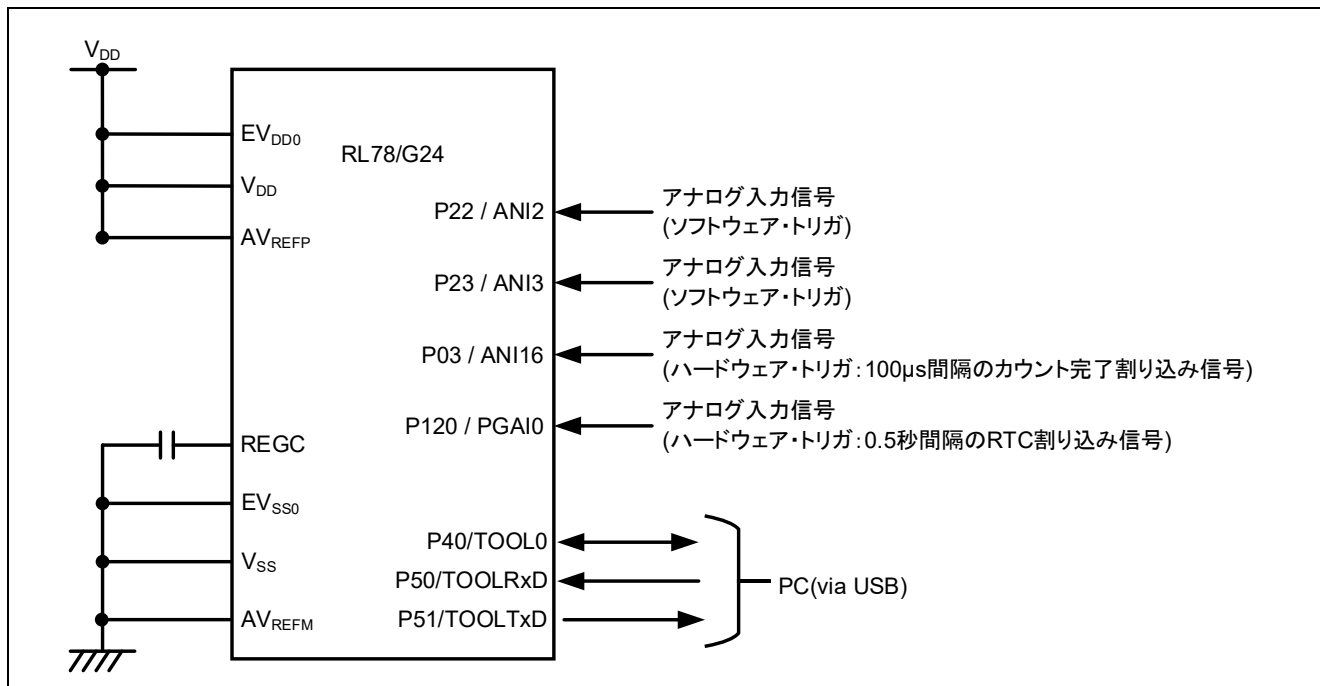 VDD
EVDD0
VDD
AVREFP
REGC
EVSS0
VSS
AVREFM
RL78/G24
P22 / ANI2
P23 / ANI3
P03 / ANI16
P120 / PGAI0
P40/TOOL0
P50/TOOLRxD
P51/TOOLTxD
アナログ入力信号
(ソフトウェア・トリガ)
アナログ入力信号
(ソフトウェア・トリガ)
アナログ入力信号
(ハードウェア・トリガ:100μs間隔のカウント完了割り込み信号)
アナログ入力信号
(ハードウェア・トリガ:0.5秒間隔のRTC割り込み信号)
PC(via USB)